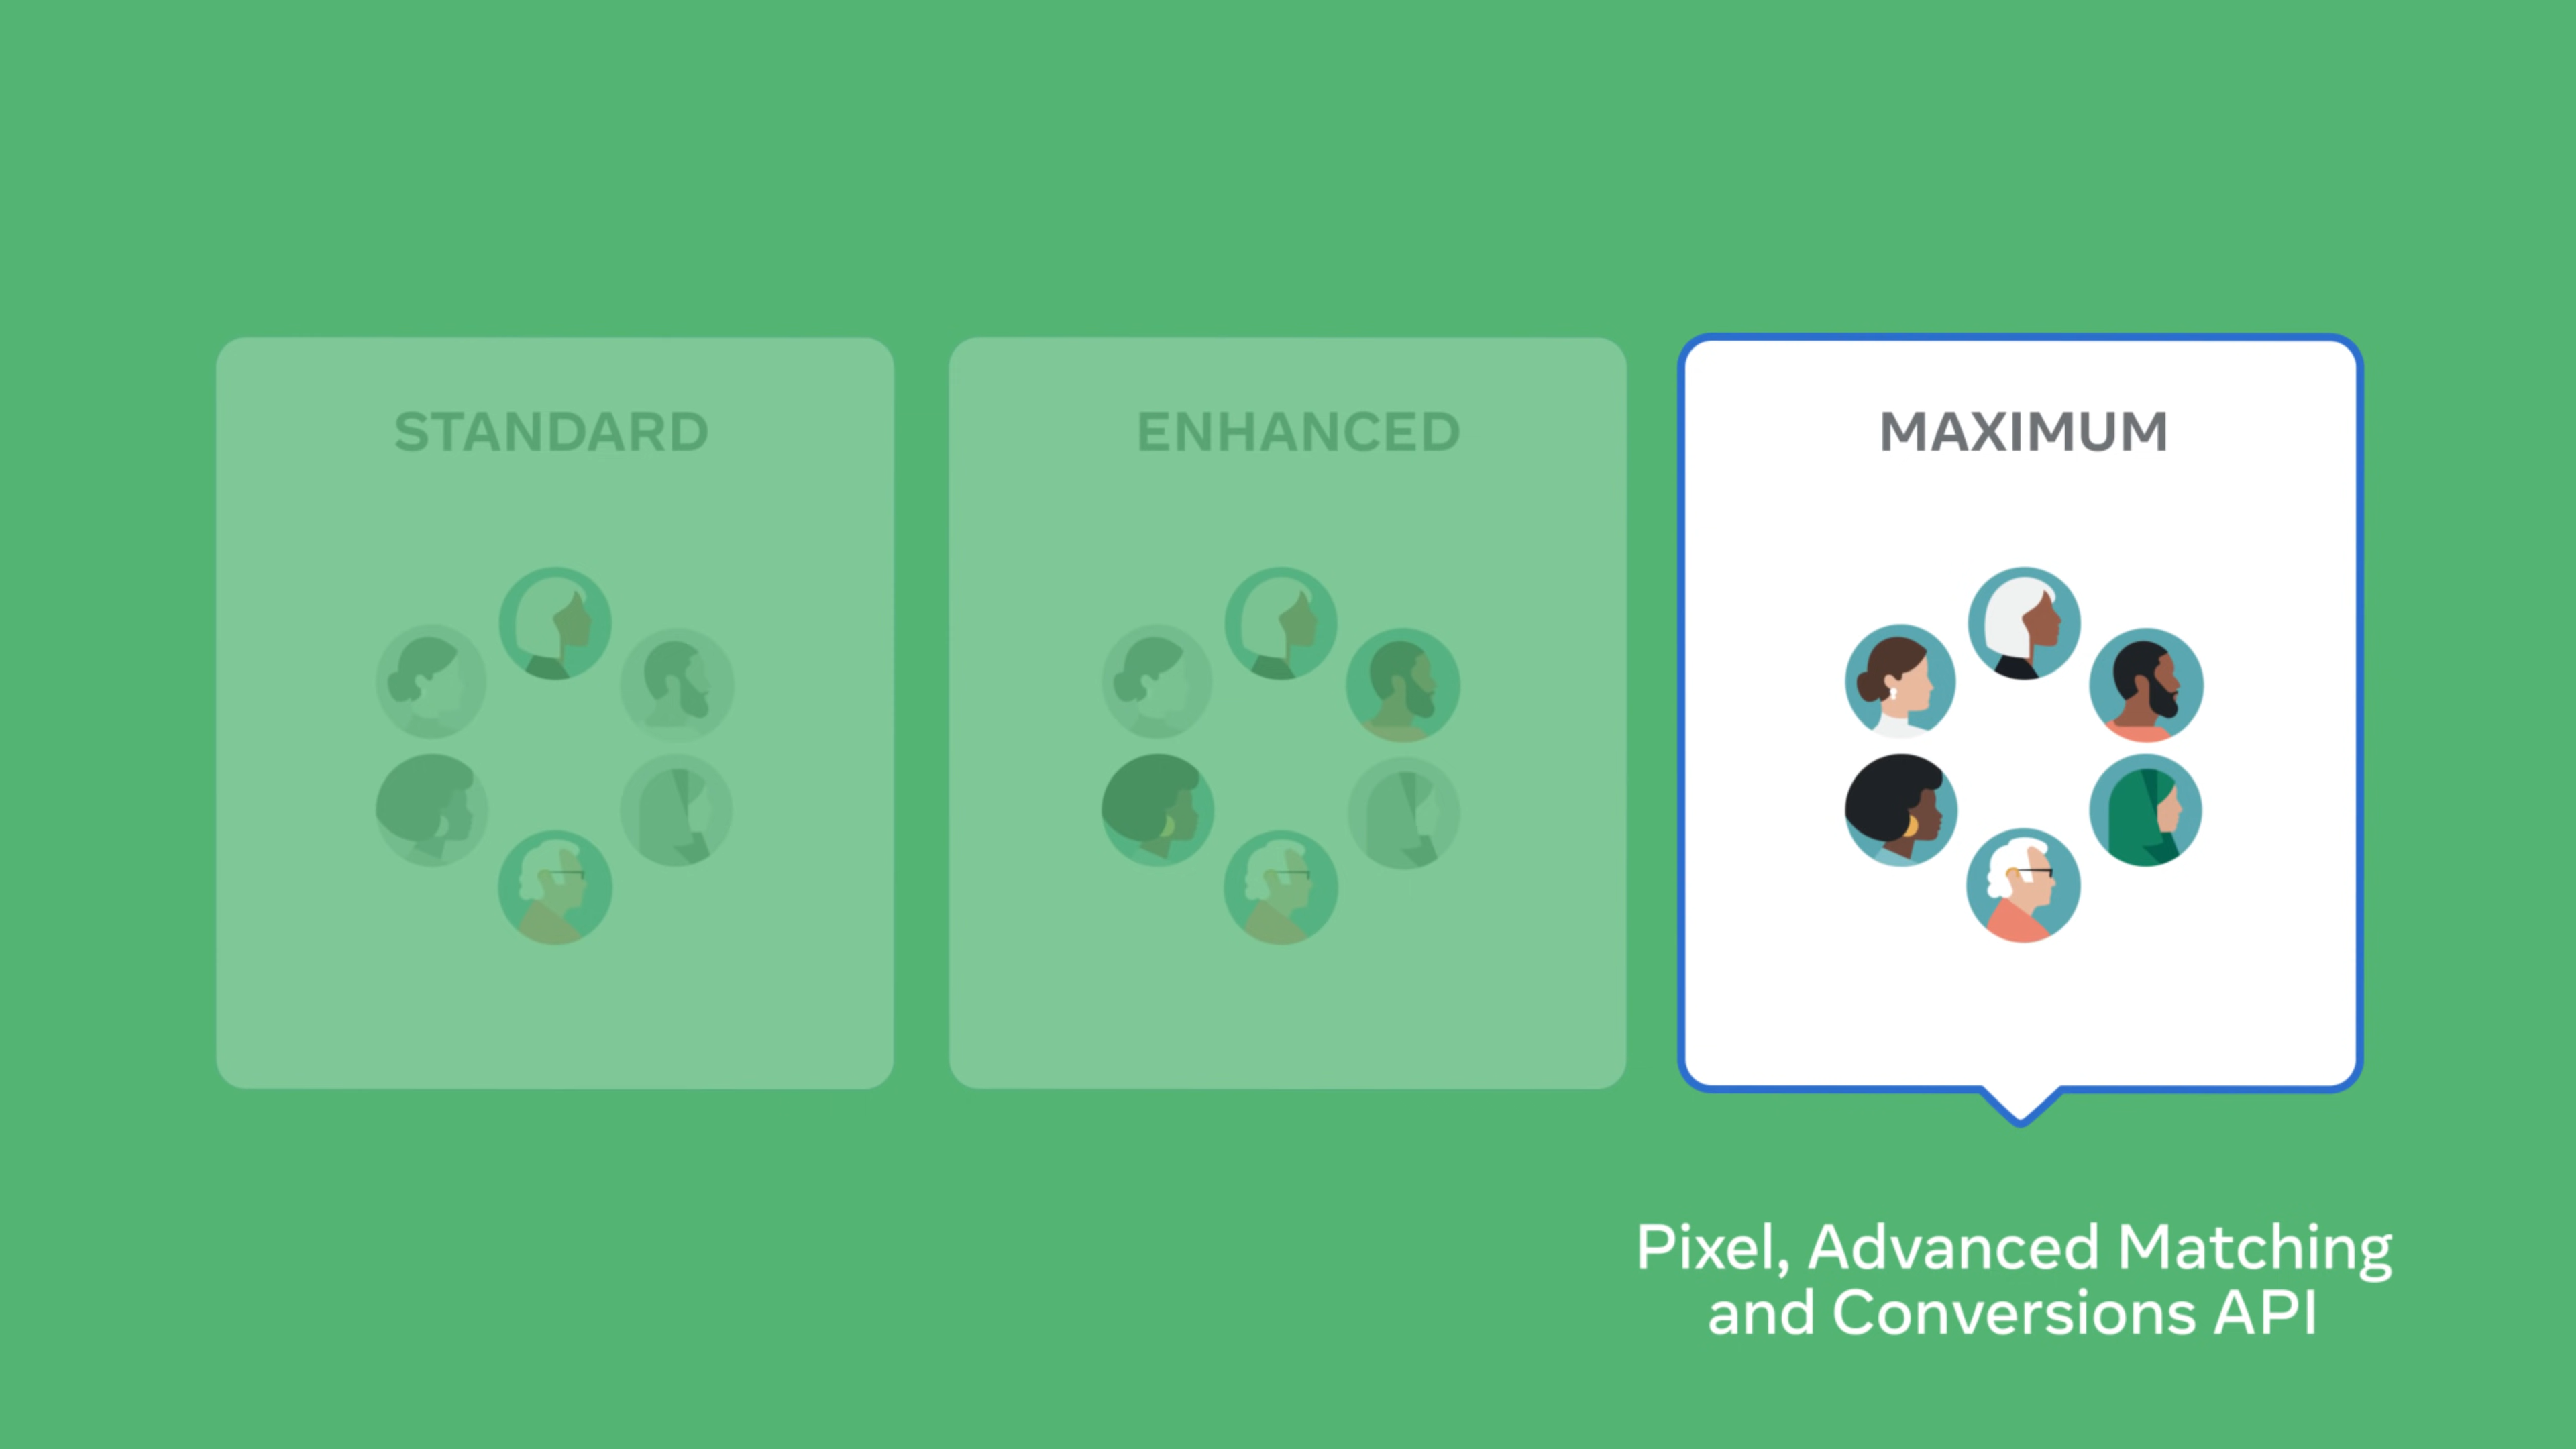 STANDARD
ENHANCED
MAXIMUM
Pixel, Advanced Matching
and Conversions API